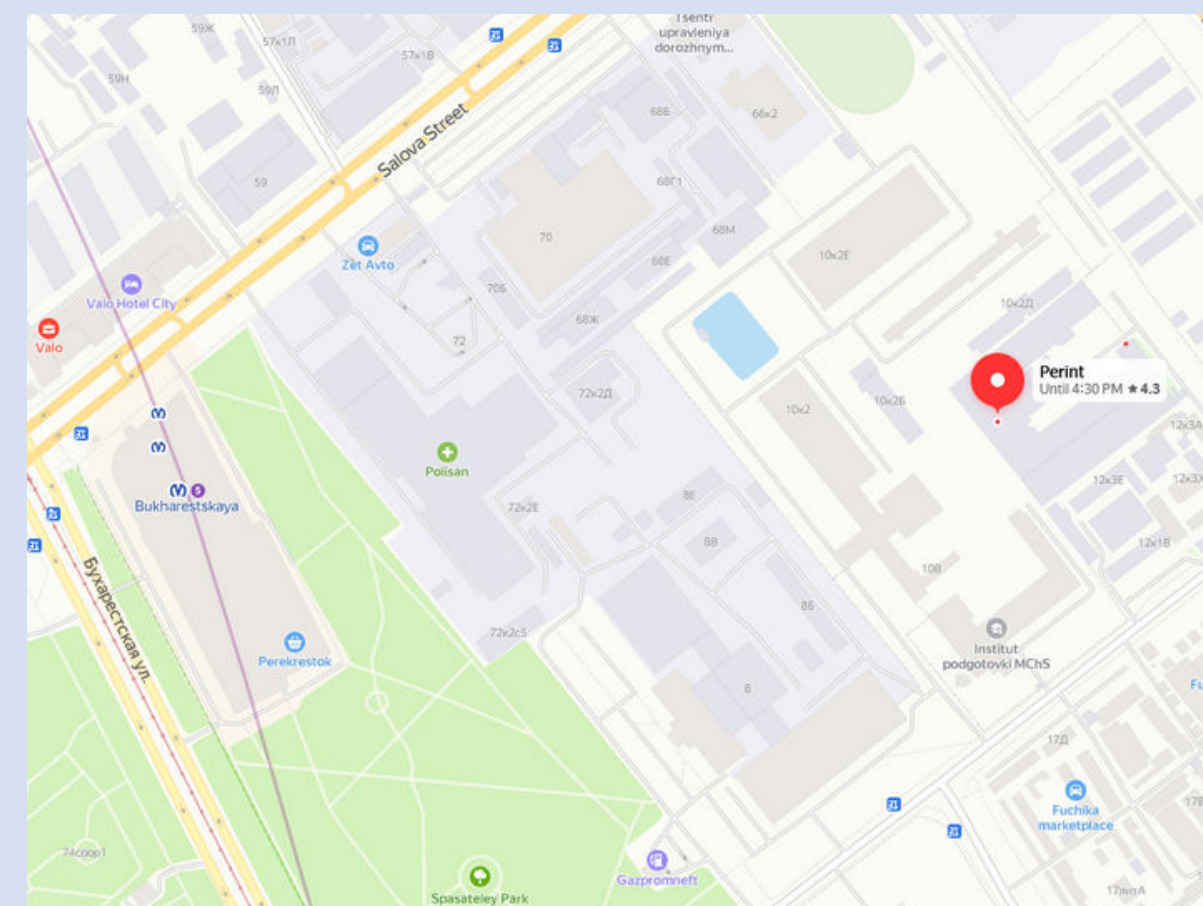 59Ж
57к1Л
57к1В
Tsentr
upravleniya
dorozhnym...
59Н
59Л
68Б
66к2
Salova Street
59
68Г1
70
68М
10к2Е
Zet Avto
68Е
Valo Hotel City
70Б
10к2Д
Valo
68Ж
72
Perint
Until 4:30 PM ★ 4.3
72к2Д
10к2
10к2Б
12к3А
Polisan
12к3Е
Bukharestskaya
5
8Е
72к2Е
8В
12к1В
10В
Бухарестская ул.
8Б
72к2с5
Institut
podgotovki MChS
Perekrestok
8
17Д
Fuchika
marketplace
74соор1
Gazpromneft
Spasateley Park
17литА